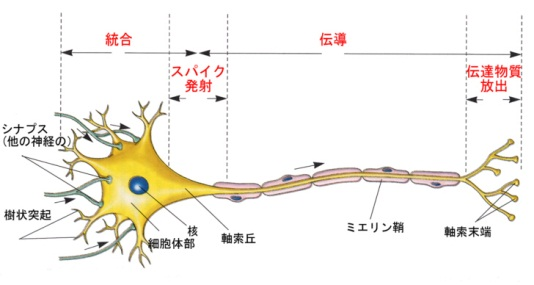 統合
伝導
スパイク
発射
伝達物質
放出
シナプス
(他の神経の)
樹状突起
核
細胞体部
軸索丘
ミエリン鞘
軸索末端